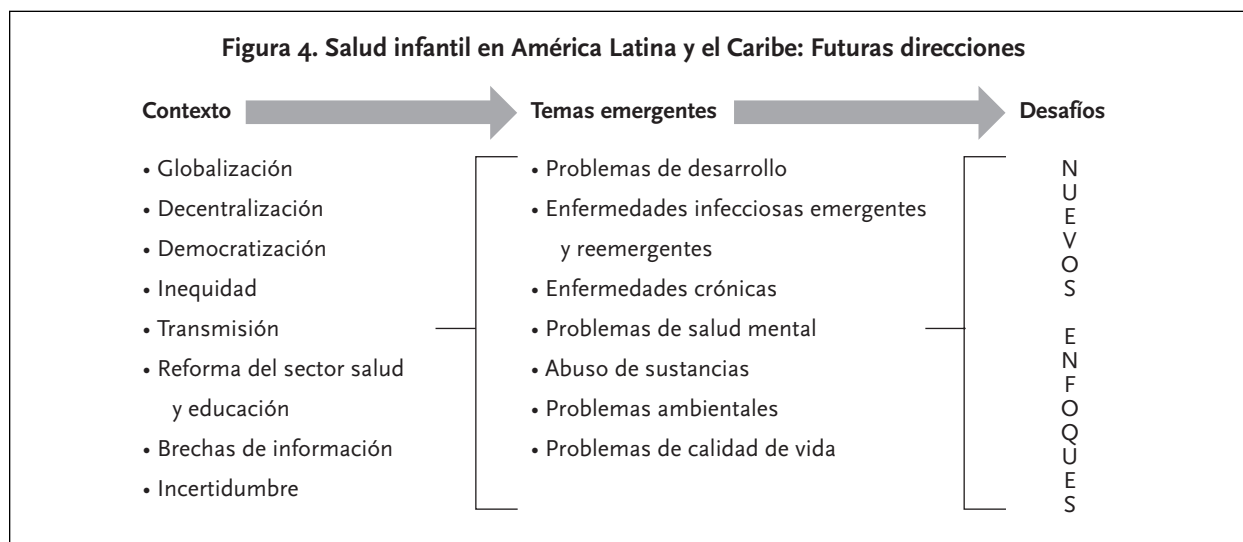 Figura 4. Salud infantil en América Latina y el Caribe: Futuras direcciones
Contexto
Temas emergentes
Desafíos
• Globalización
• Decentralización
• Democratización
• Inequidad
• Transmisión
• Reforma del sector salud
y educación
• Brechas de información
• Incertidumbre
• Problemas de desarrollo
• Enfermedades infecciosas emergentes
y reemergentes
• Enfermedades crónicas
• Problemas de salud mental
• Abuso de sustancias
• Problemas ambientales
• Problemas de calidad de vida
NUEVOS ENFOQUES